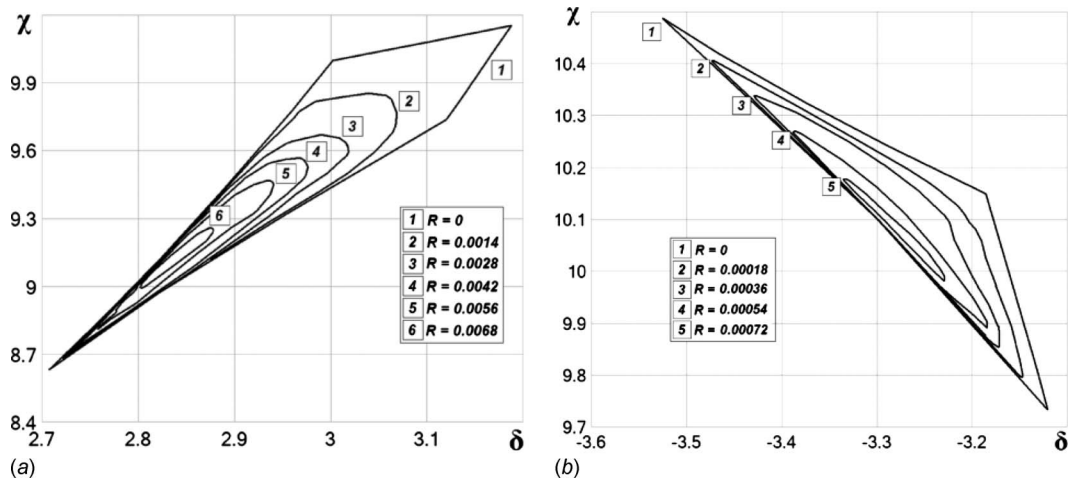 χ
9.9
9.6
9.3
9
8.7
8.4
2.7
2.8
2.9
3
3.1
δ
1
2
3
4
5
6
1 R = 0
2 R = 0.0014
3 R = 0.0028
4 R = 0.0042
5 R = 0.0056
6 R = 0.0068
(a)
χ
10.4
10.3
10.2
10.1
10
9.9
9.8
9.7
-3.6
-3.5
-3.4
-3.3
-3.2
δ
1
2
3
4
5
1 R = 0
2 R = 0.00018
3 R = 0.00036
4 R = 0.00054
5 R = 0.00072
(b)